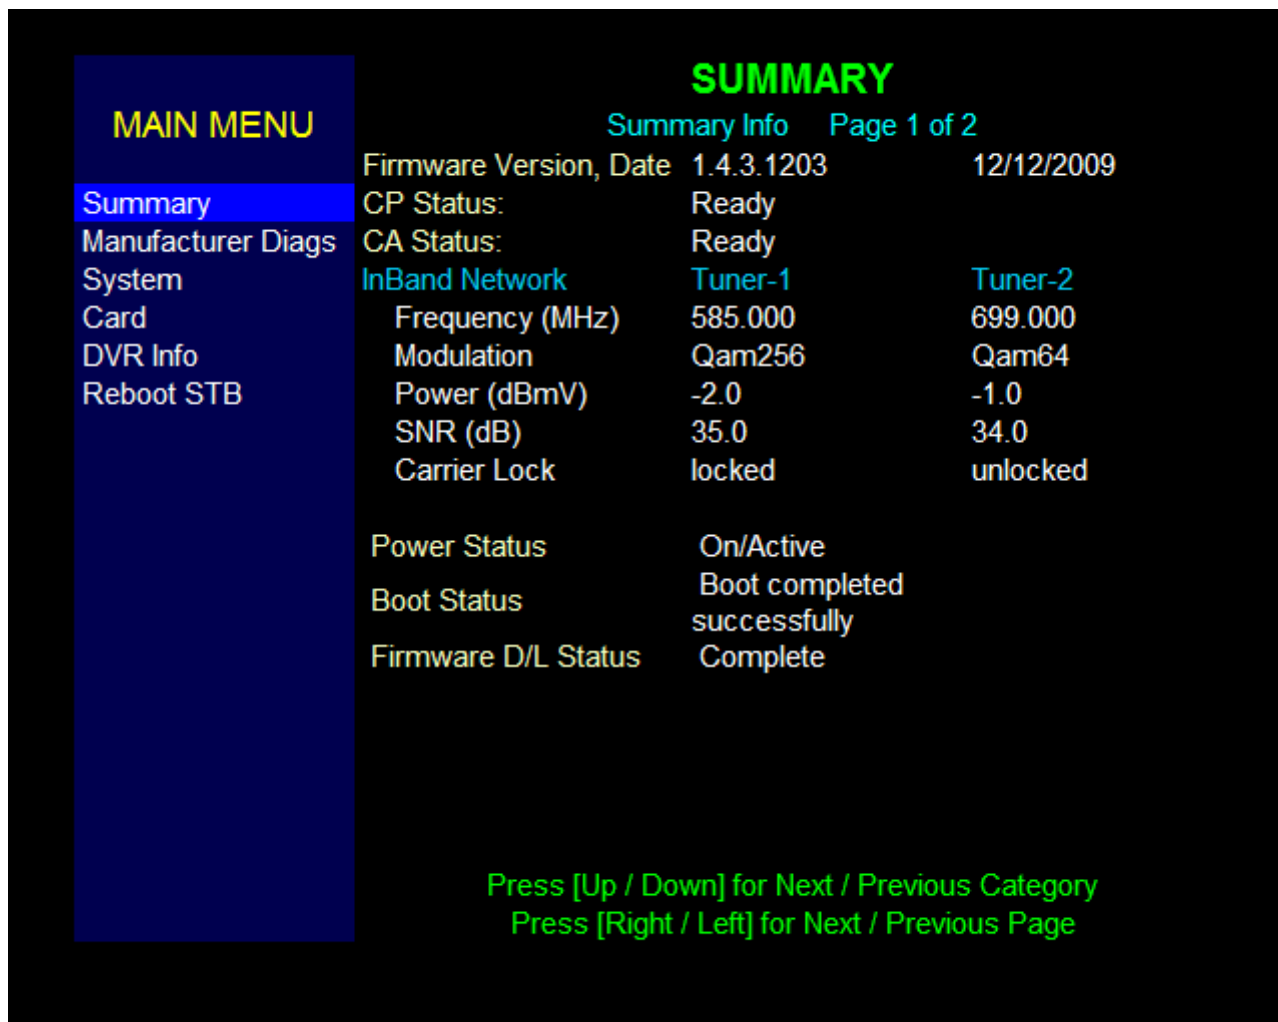 SUMMARY
MAIN MENU
Summary Info Page 1 of 2
Firmware Version, Date 1.4.3.1203 12/12/2009
Summary
CP Status: Ready
Manufacturer Diags
CA Status: Ready
System
InBand Network Tuner-1 Tuner-2
Card
Frequency (MHz) 585.000 699.000
DVR Info
Modulation Qam256 Qam64
Reboot STB
Power (dBmV) -2.0 -1.0
SNR (dB) 35.0 34.0
Carrier Lock locked unlocked
Power Status On/Active
Boot Status Boot completed
successfully
Firmware D/L Status Complete
Press [Up / Down] for Next / Previous Category
Press [Right / Left] for Next / Previous Page